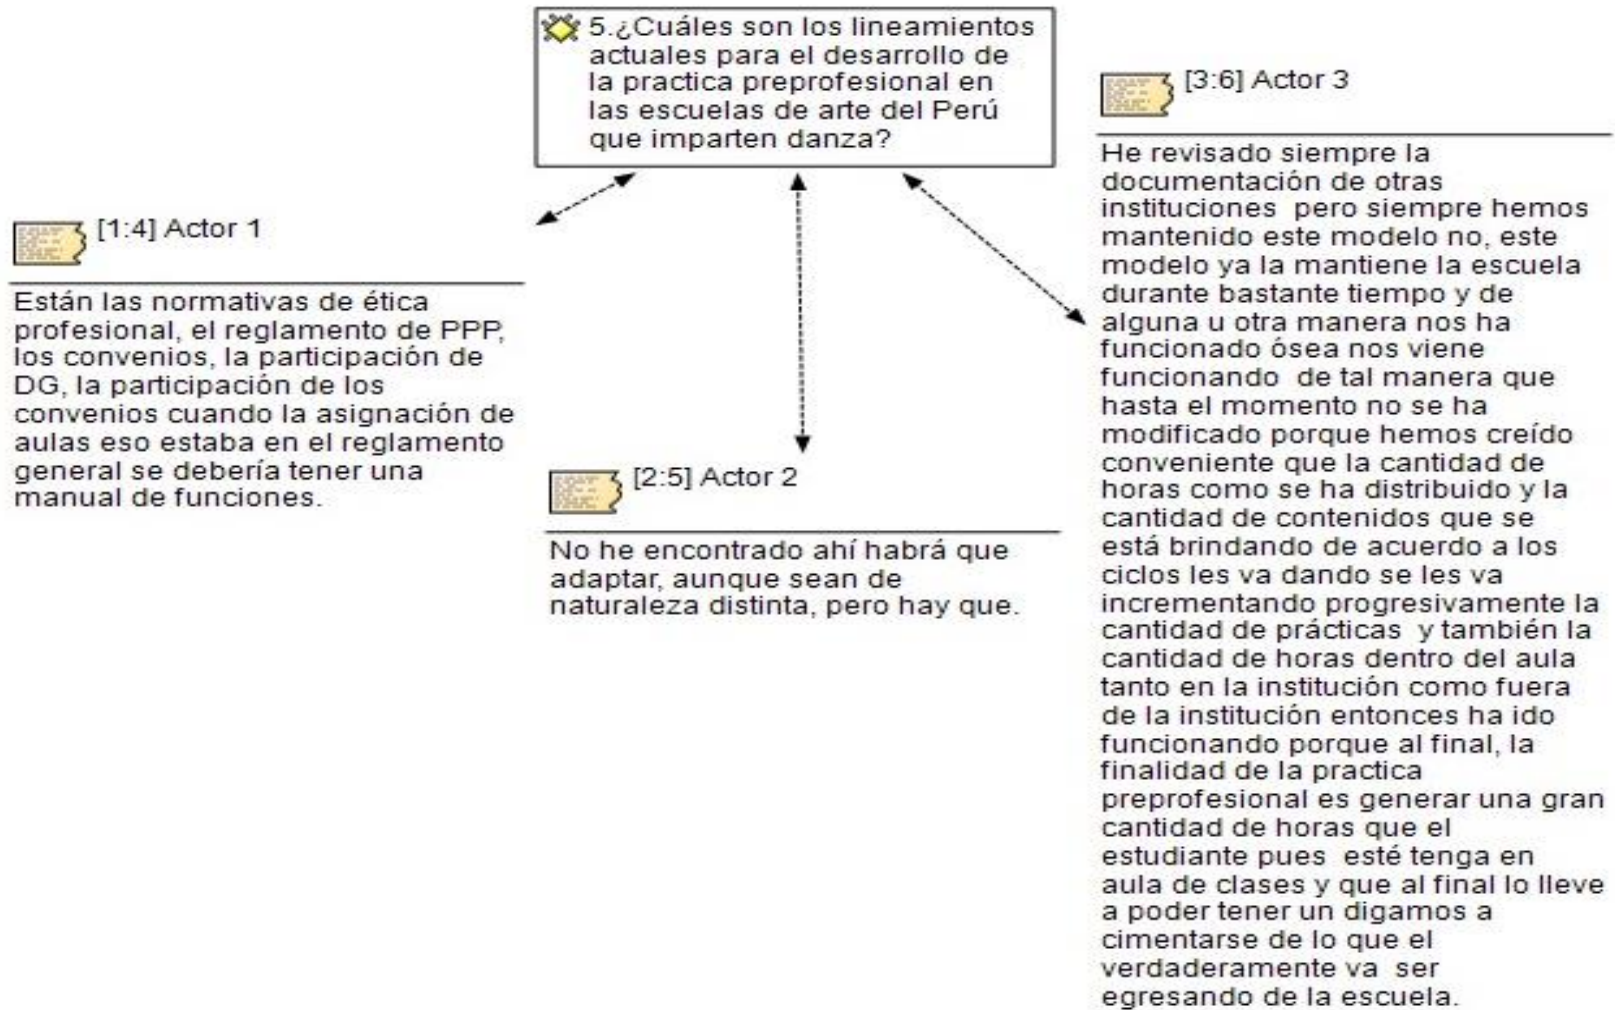 5.¿Cuáles son los lineamientos
actuales para el desarrollo de
la practica preprofesional en
las escuelas de arte del Perú
que imparten danza?
[1:4] Actor 1
Están las normativas de ética
profesional, el reglamento de PPP,
los convenios, la participación de
DG, la participación de los
convenios cuando la asignación de
aulas eso estaba en el reglamento
general se debería tener una
manual de funciones.
[2:5] Actor 2
No he encontrado ahí habrá que
adaptar, aunque sean de
naturaleza distinta, pero hay que.
[3:6] Actor 3
He revisado siempre la
documentación de otras
instituciones pero siempre hemos
mantenido este modelo no, este
modelo ya la mantiene la escuela
durante bastante tiempo y de
alguna u otra manera nos ha
funcionado ósea nos viene
funcionando de tal manera que
hasta el momento no se ha
modificado porque hemos creído
conveniente que la cantidad de
horas como se ha distribuido y la
cantidad de contenidos que se
está brindando de acuerdo a los
ciclos les va dando se les va
incrementando progresivamente la
cantidad de prácticas y también la
cantidad de horas dentro del aula
tanto en la institución como fuera
de la institución entonces ha ido
funcionando porque al final, la
finalidad de la practica
preprofesional es generar una gran
cantidad de horas que el
estudiante pues esté tenga en
aula de clases y que al final lo lleve
a poder tener un digamos a
cimentarse de lo que el
verdaderamente va ser
egresando de la escuela.